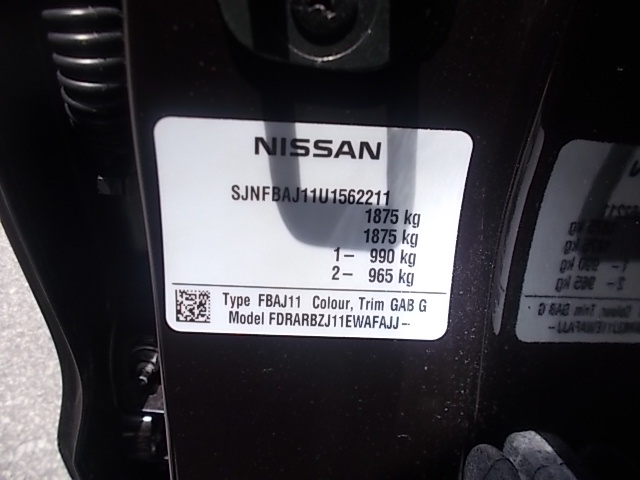 NISSAN
SJNFBAJ11U1562211
1875 kg
1875 kg
1– 990 kg
2– 965 kg
Type FBAJ11 Colour, Trim GAB G
Model FDRARBZJ11EWAFAJJ--